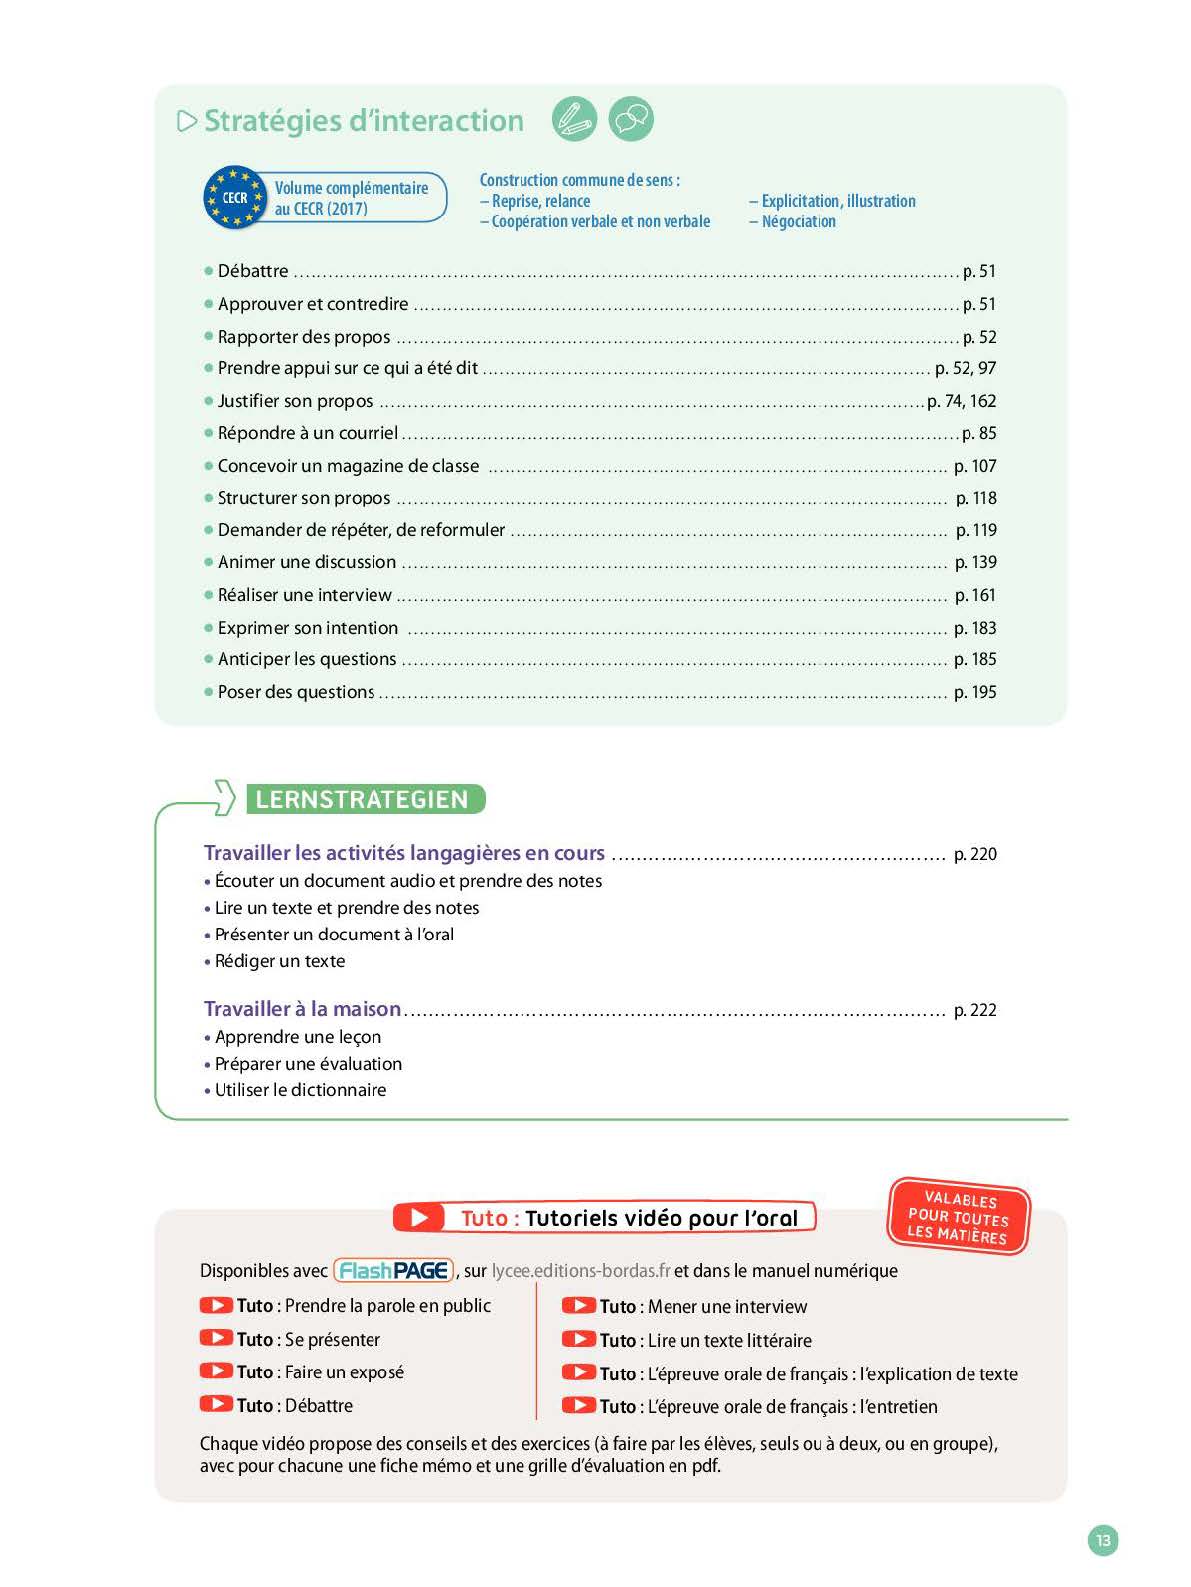 Stratégies d'interaction
CECR
Volume complémentaire
au CECR (2017)
Construction commune de sens :
– Reprise, relance
– Coopération verbale et non verbale
– Explicitation, illustration
– Négociation
• Débattre ........ p. 51
• Approuver et contredire ........ p. 51
• Rapporter des propos ........ p. 52
• Prendre appui sur ce qui a été dit ........ p. 52, 97
• Justifier son propos ........ p. 74, 162
• Répondre à un courriel ........ p. 85
• Concevoir un magazine de classe ........ p. 107
• Structurer son propos ........ p. 118
• Demander de répéter, de reformuler ........ p. 119
• Animer une discussion ........ p. 139
• Réaliser une interview ........ p. 161
• Exprimer son intention ........ p. 183
• Anticiper les questions ........ p. 185
• Poser des questions ........ p. 195
LERNSTRATEGIEN
Travailler les activités langagières en cours ........ p. 220
• Écouter un document audio et prendre des notes
• Lire un texte et prendre des notes
• Présenter un document à l'oral
• Rédiger un texte
Travailler à la maison ........ p. 222
• Apprendre une leçon
• Préparer une évaluation
• Utiliser le dictionnaire
Tuto : Tutoriels vidéo pour l'oral
VALABLES
POUR TOUTES
LES MATIÈRES
Disponibles avec FlashPAGE, sur lycee.editions-bordas.fr et dans le manuel numérique
Tuto : Prendre la parole en public
Tuto : Se présenter
Tuto : Faire un exposé
Tuto : Débattre
Tuto : Mener une interview
Tuto : Lire un texte littéraire
Tuto : L'épreuve orale de français : l'explication de texte
Tuto : L'épreuve orale de français : l'entretien
Chaque vidéo propose des conseils et des exercices (à faire par les élèves, seuls ou à deux, ou en groupe),
avec pour chacune une fiche mémo et une grille d'évaluation en pdf.
13